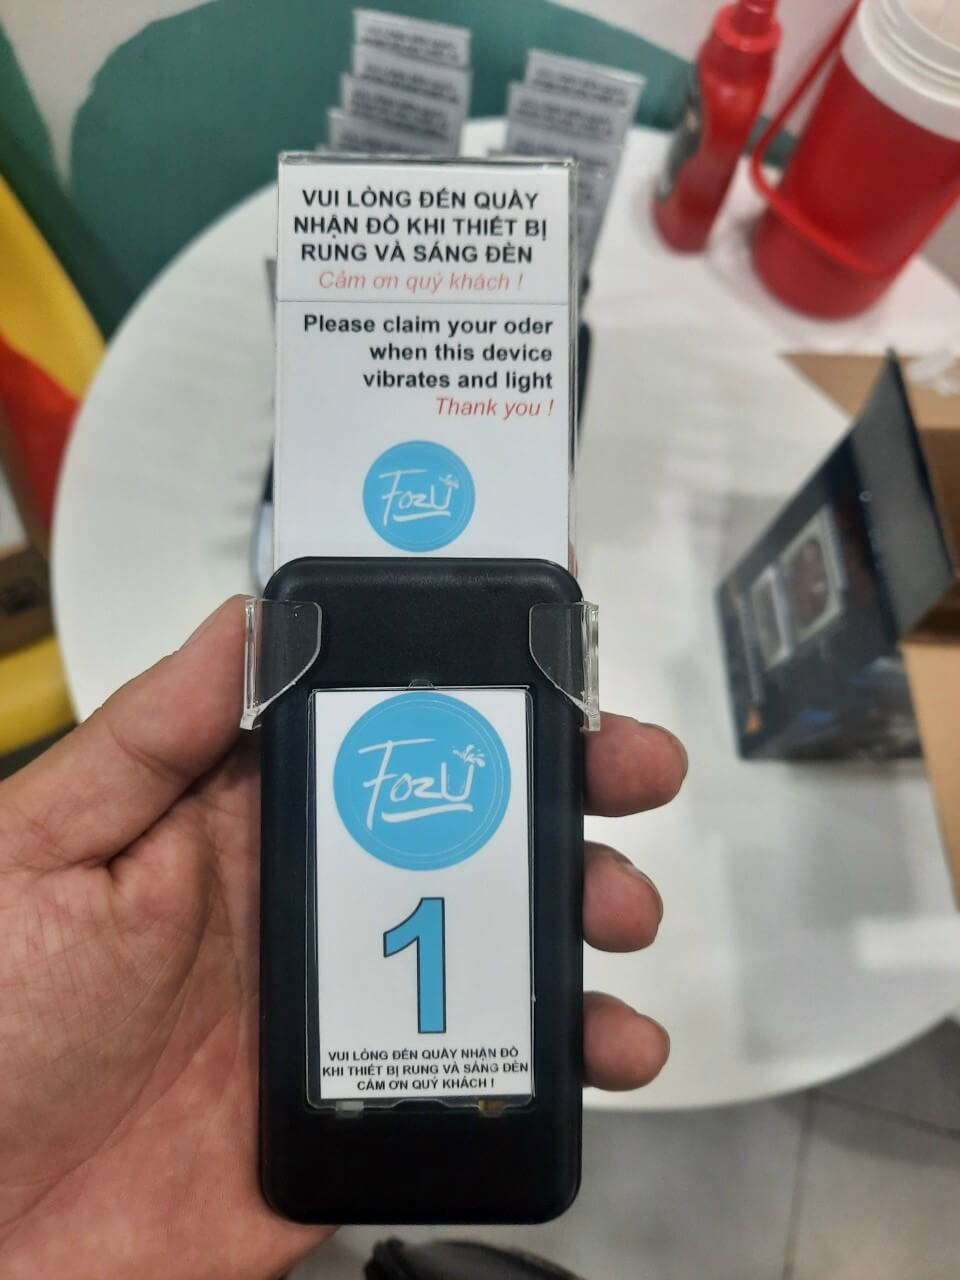 VUI LÒNG ĐẾN QUẦY
NHẬN ĐỒ KHI THIẾT BỊ
RUNG VÀ SÁNG ĐÈN
Cảm ơn quý khách !
Please claim your oder
when this device
vibrates and light
Thank you !
FozU
FozU
1
VUI LÒNG ĐẾN QUẦY NHẬN ĐỒ
KHI THIẾT BỊ RUNG VÀ SÁNG ĐÈN
CẢM ƠN QUÝ KHÁCH !